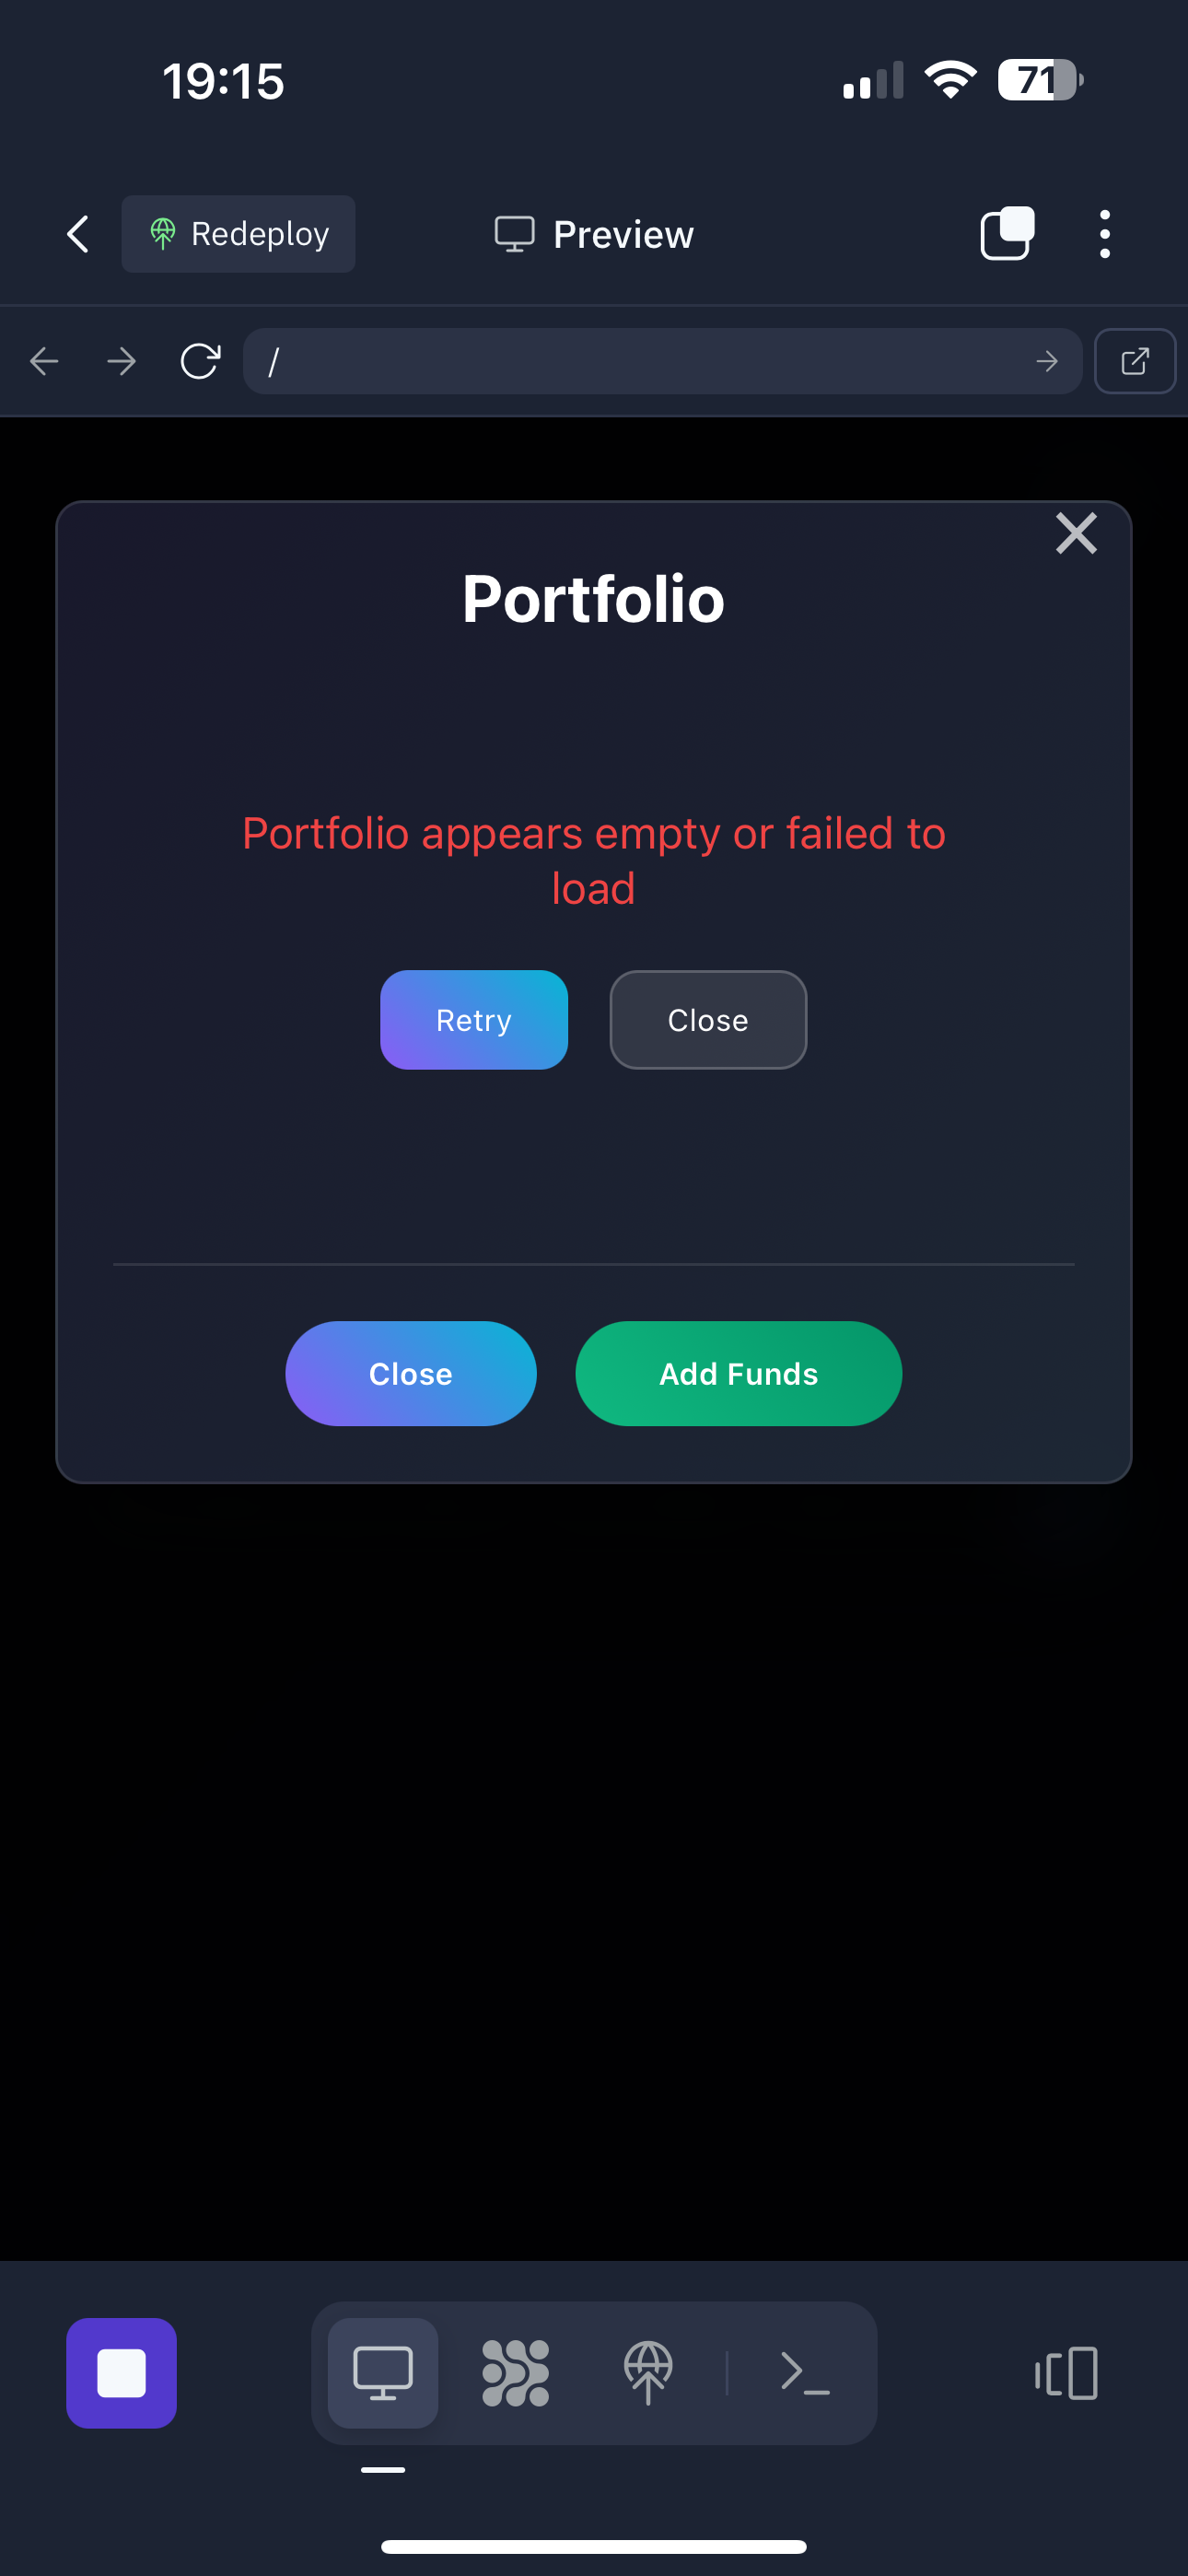 19:15
71
Redeploy
Preview
/
Portfolio
Portfolio appears empty or failed to
load
Retry
Close
Close
Add Funds